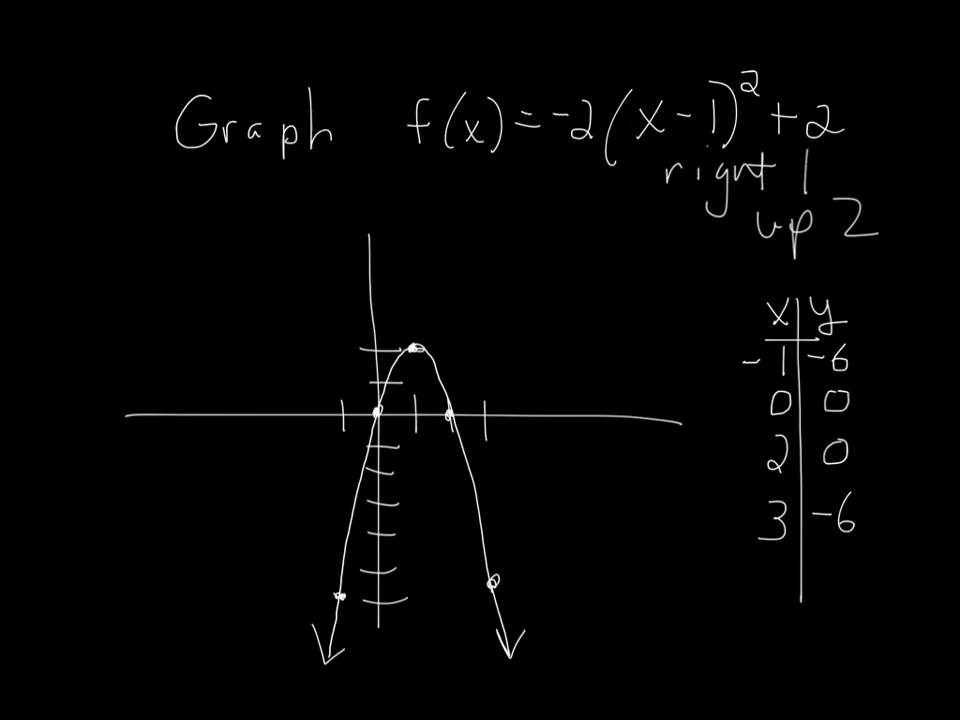 Graph f(x)=-2(x-1)²+2
right 1
up 2
x y
-1 -6
0 0
2 0
3 -6